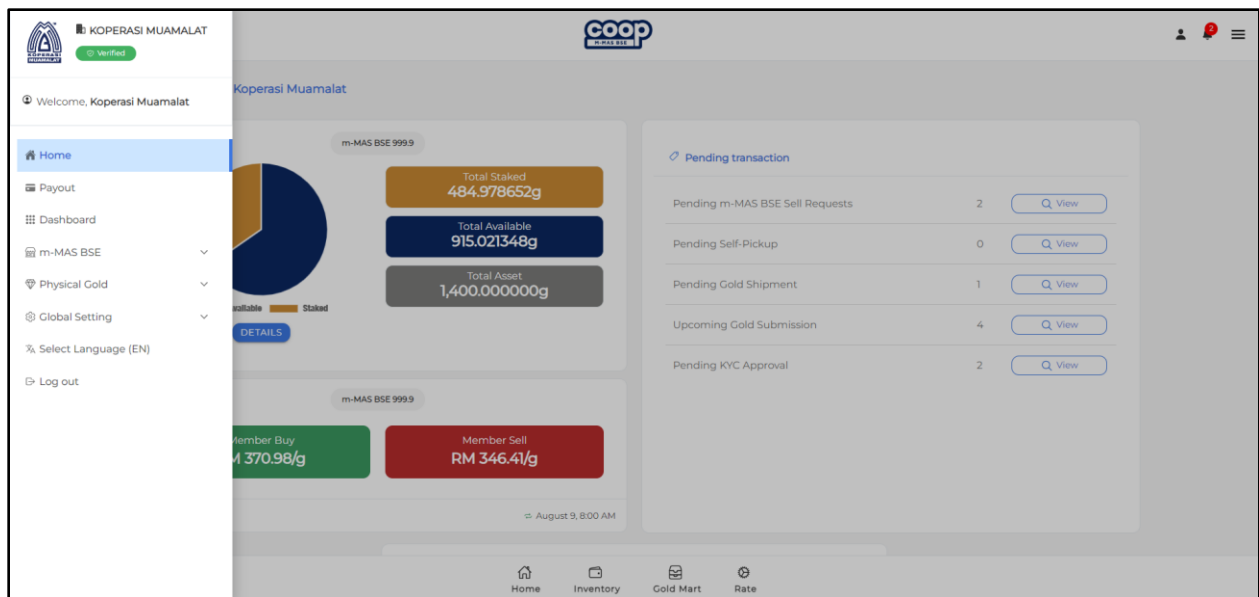 KOPERASI MUAMALAT
Verified
KOPERASI
MUAMALAT
Welcome, Koperasi Muamalat
Home
Payout
Dashboard
m-MAS BSE
Physical Gold
Global Setting
Select Language (EN)
Log out
coop
M-MAS BSE
2
Koperasi Muamalat
m-MAS BSE 999.9
Total Staked
484.978652g
Total Available
915.021348g
Total Asset
1,400.000000g
Staked
DETAILS
m-MAS BSE 999.9
Member Buy
370.98/g
Member Sell
RM 346.41/g
August 9, 8:00 AM
Pending transaction
Pending m-MAS BSE Sell Requests 2 View
Pending Self-Pickup 0 View
Pending Gold Shipment 1 View
Upcoming Gold Submission 4 View
Pending KYC Approval 2 View
Home Inventory Gold Mart Rate